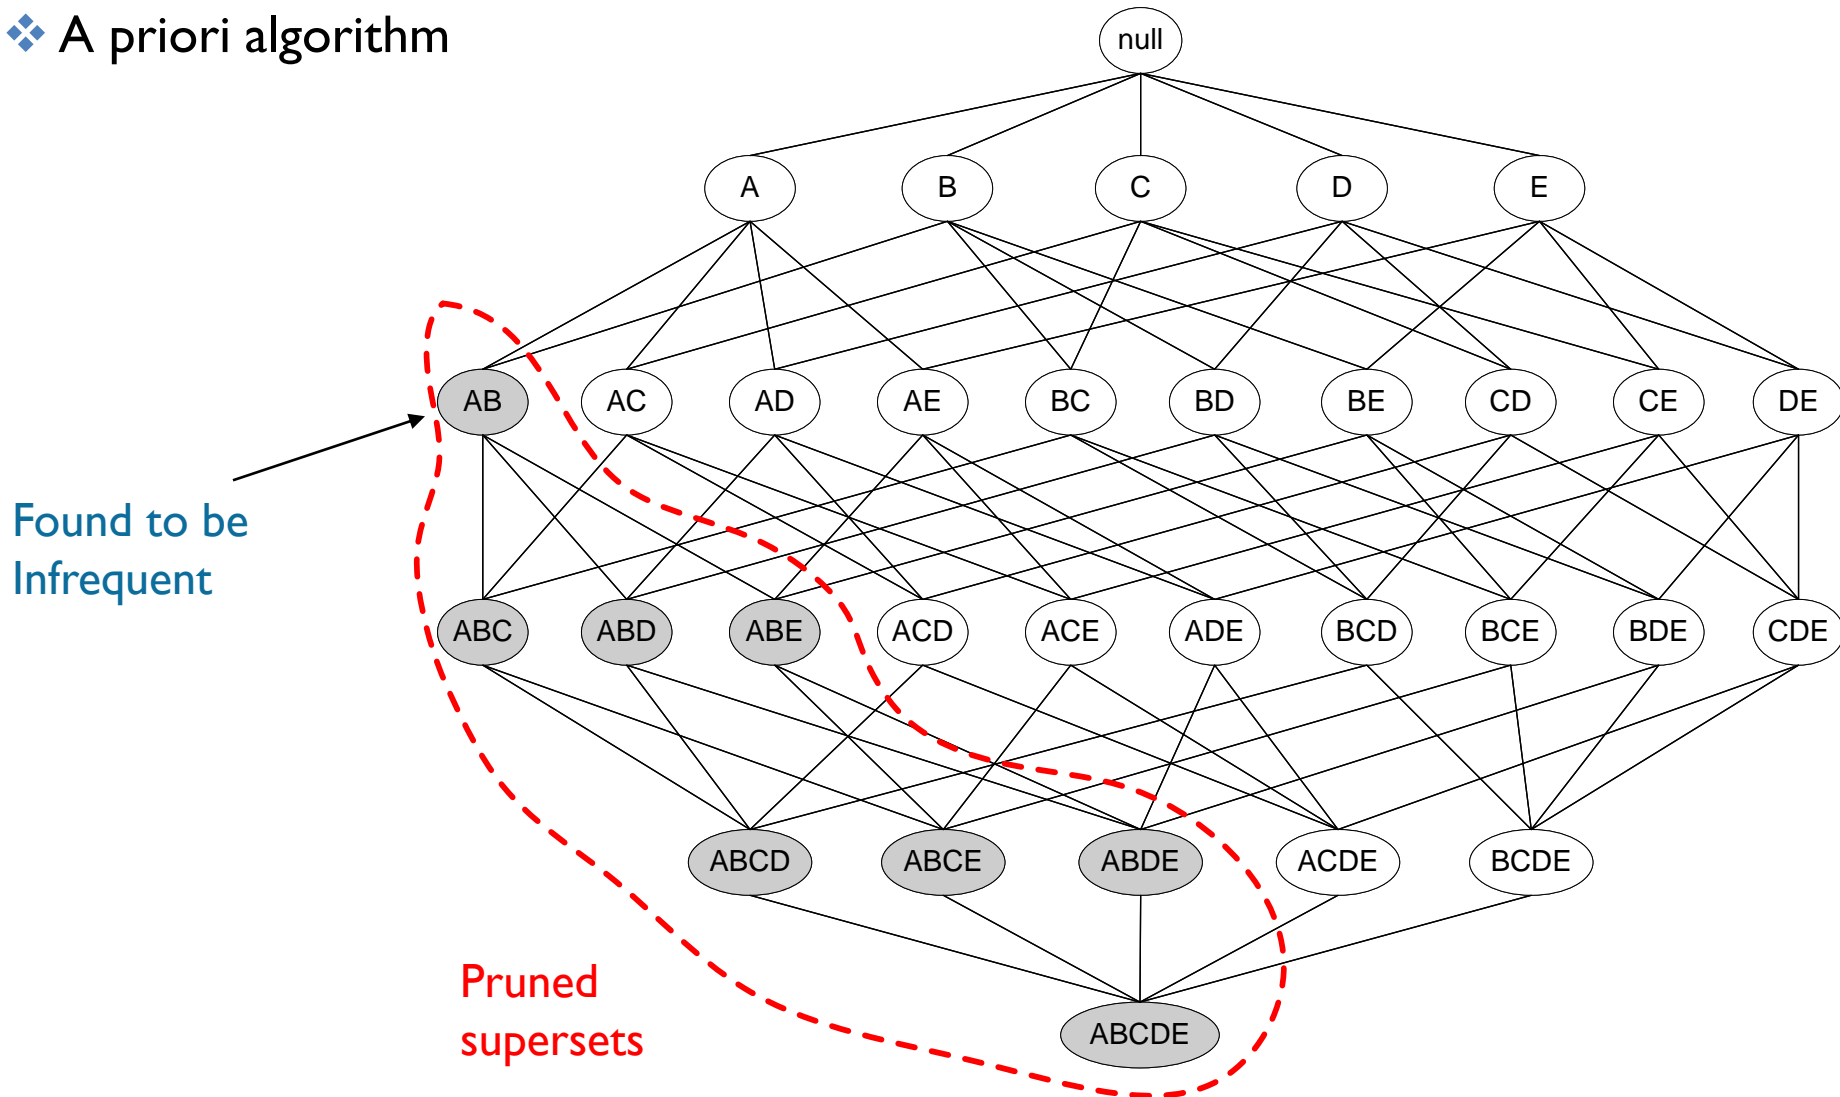 ❖ A priori algorithm
null
A B C D E
AB AC AD AE BC BD BE CD CE DE
Found to be
Infrequent
ABC ABD ABE ACD ACE ADE BCD BCE BDE CDE
ABCD ABCE ABDE ACDE BCDE
Pruned
supersets
ABCDE